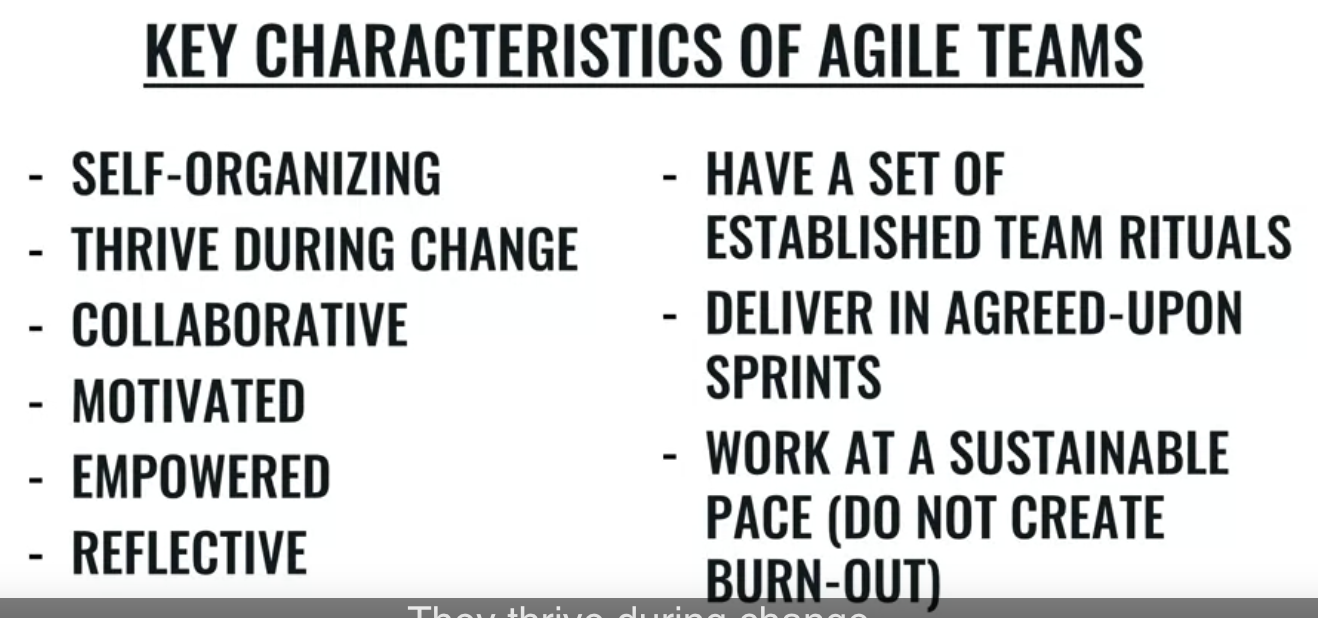 KEY CHARACTERISTICS OF AGILE TEAMS
- SELF-ORGANIZING
- THRIVE DURING CHANGE
- COLLABORATIVE
- MOTIVATED
- EMPOWERED
- REFLECTIVE
- HAVE A SET OF
ESTABLISHED TEAM RITUALS
- DELIVER IN AGREED-UPON
SPRINTS
- WORK AT A SUSTAINABLE
PACE (DO NOT CREATE
BURN-OUT)
They thrive during change